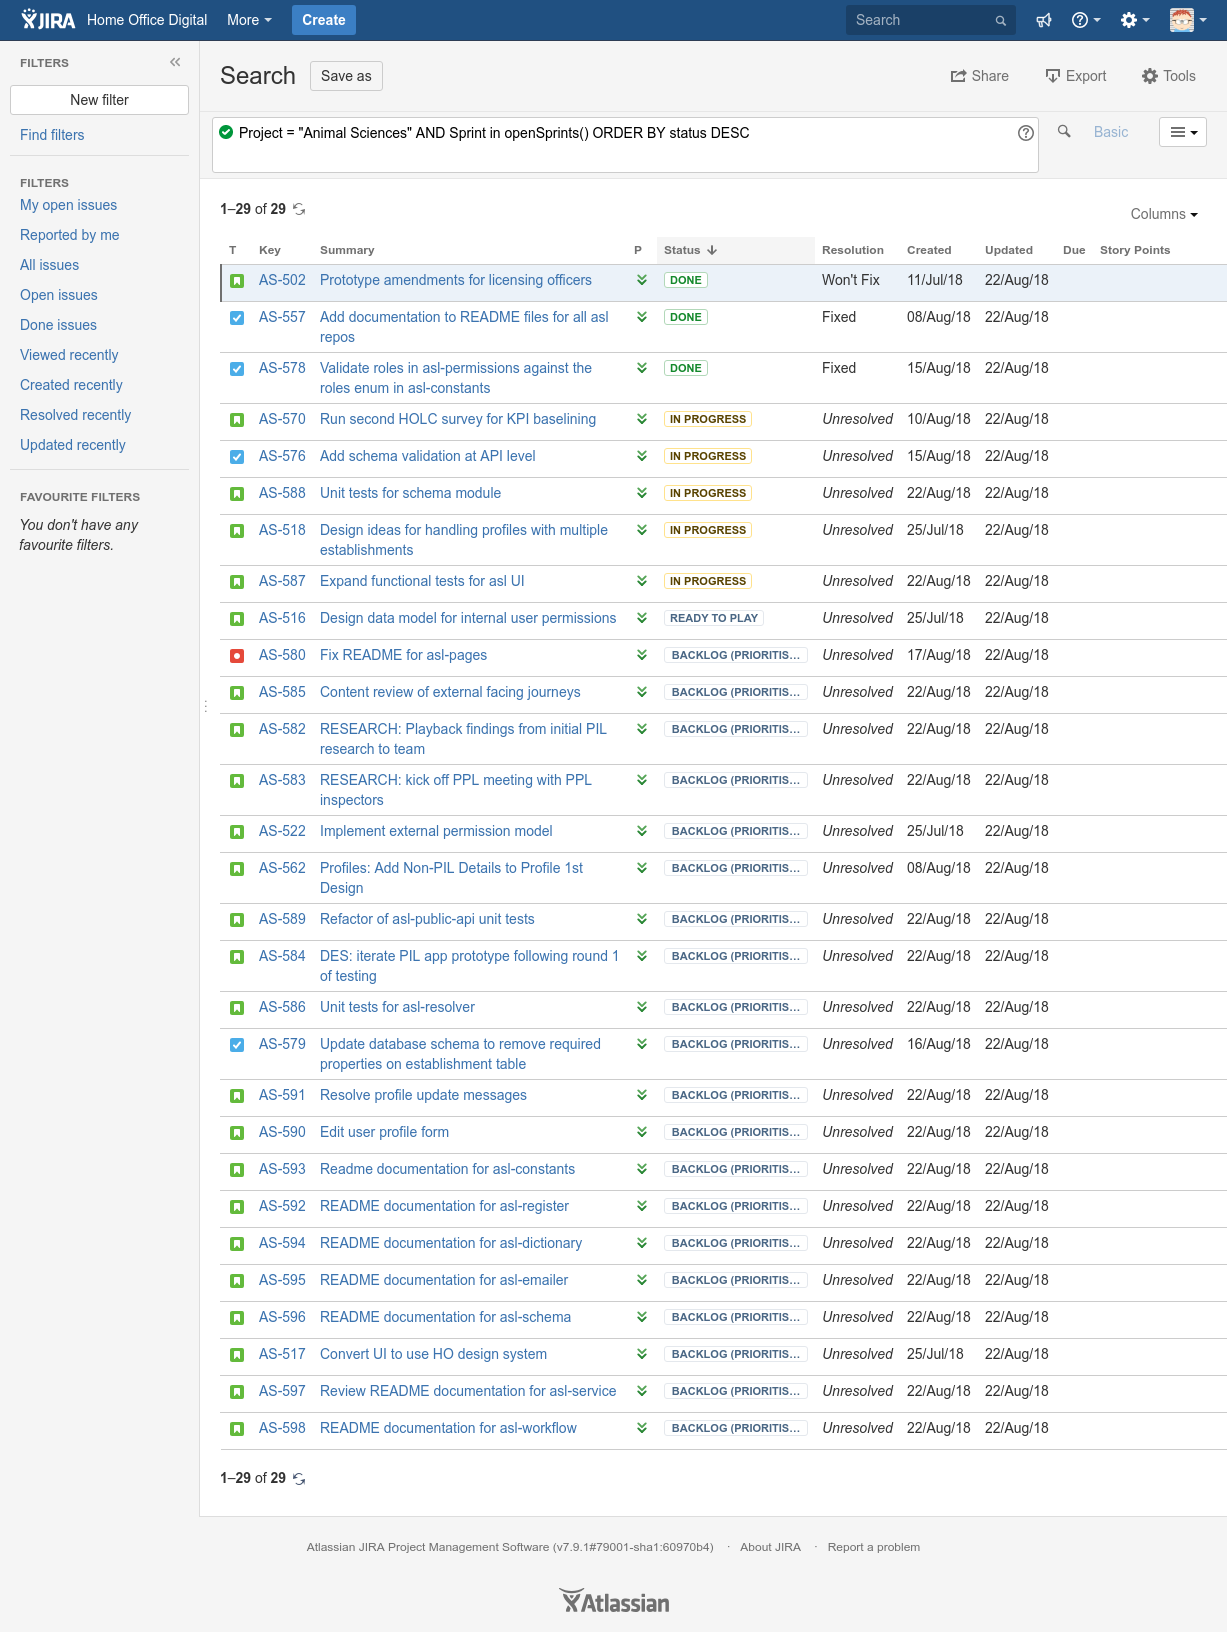 JIRA Home Office Digital More Create Search
FILTERS
New filter
Find filters
FILTERS
My open issues
Reported by me
All issues
Open issues
Done issues
Viewed recently
Created recently
Resolved recently
Updated recently
FAVOURITE FILTERS
You don't have any
favourite filters.
Search Save as Share Export Tools
Project = "Animal Sciences" AND Sprint in openSprints() ORDER BY status DESC
Basic
1–29 of 29
Columns
T Key Summary P Status Resolution Created Updated Due Story Points
AS-502 Prototype amendments for licensing officers DONE Won't Fix 11/Jul/18 22/Aug/18
AS-557 Add documentation to README files for all asl DONE Fixed 08/Aug/18 22/Aug/18
repos
AS-578 Validate roles in asl-permissions against the DONE Fixed 15/Aug/18 22/Aug/18
roles enum in asl-constants
AS-570 Run second HOLC survey for KPI baselining IN PROGRESS Unresolved 10/Aug/18 22/Aug/18
AS-576 Add schema validation at API level IN PROGRESS Unresolved 15/Aug/18 22/Aug/18
AS-588 Unit tests for schema module IN PROGRESS Unresolved 22/Aug/18 22/Aug/18
AS-518 Design ideas for handling profiles with multiple IN PROGRESS Unresolved 25/Jul/18 22/Aug/18
establishments
AS-587 Expand functional tests for asl UI IN PROGRESS Unresolved 22/Aug/18 22/Aug/18
AS-516 Design data model for internal user permissions READY TO PLAY Unresolved 25/Jul/18 22/Aug/18
AS-580 Fix README for asl-pages BACKLOG (PRIORITIS... Unresolved 17/Aug/18 22/Aug/18
AS-585 Content review of external facing journeys BACKLOG (PRIORITIS... Unresolved 22/Aug/18 22/Aug/18
AS-582 RESEARCH: Playback findings from initial PIL BACKLOG (PRIORITIS... Unresolved 22/Aug/18 22/Aug/18
research to team
AS-583 RESEARCH: kick off PPL meeting with PPL BACKLOG (PRIORITIS... Unresolved 22/Aug/18 22/Aug/18
inspectors
AS-522 Implement external permission model BACKLOG (PRIORITIS... Unresolved 25/Jul/18 22/Aug/18
AS-562 Profiles: Add Non-PIL Details to Profile 1st BACKLOG (PRIORITIS... Unresolved 08/Aug/18 22/Aug/18
Design
AS-589 Refactor of asl-public-api unit tests BACKLOG (PRIORITIS... Unresolved 22/Aug/18 22/Aug/18
AS-584 DES: iterate PIL app prototype following round 1 BACKLOG (PRIORITIS... Unresolved 22/Aug/18 22/Aug/18
of testing
AS-586 Unit tests for asl-resolver BACKLOG (PRIORITIS... Unresolved 22/Aug/18 22/Aug/18
AS-579 Update database schema to remove required BACKLOG (PRIORITIS... Unresolved 16/Aug/18 22/Aug/18
properties on establishment table
AS-591 Resolve profile update messages BACKLOG (PRIORITIS... Unresolved 22/Aug/18 22/Aug/18
AS-590 Edit user profile form BACKLOG (PRIORITIS... Unresolved 22/Aug/18 22/Aug/18
AS-593 Readme documentation for asl-constants BACKLOG (PRIORITIS... Unresolved 22/Aug/18 22/Aug/18
AS-592 README documentation for asl-register BACKLOG (PRIORITIS... Unresolved 22/Aug/18 22/Aug/18
AS-594 README documentation for asl-dictionary BACKLOG (PRIORITIS... Unresolved 22/Aug/18 22/Aug/18
AS-595 README documentation for asl-emailer BACKLOG (PRIORITIS... Unresolved 22/Aug/18 22/Aug/18
AS-596 README documentation for asl-schema BACKLOG (PRIORITIS... Unresolved 22/Aug/18 22/Aug/18
AS-517 Convert UI to use HO design system BACKLOG (PRIORITIS... Unresolved 25/Jul/18 22/Aug/18
AS-597 Review README documentation for asl-service BACKLOG (PRIORITIS... Unresolved 22/Aug/18 22/Aug/18
AS-598 README documentation for asl-workflow BACKLOG (PRIORITIS... Unresolved 22/Aug/18 22/Aug/18
1–29 of 29
Atlassian JIRA Project Management Software (v7.9.1#79001-sha1:60970b4) · About JIRA · Report a problem
Atlassian